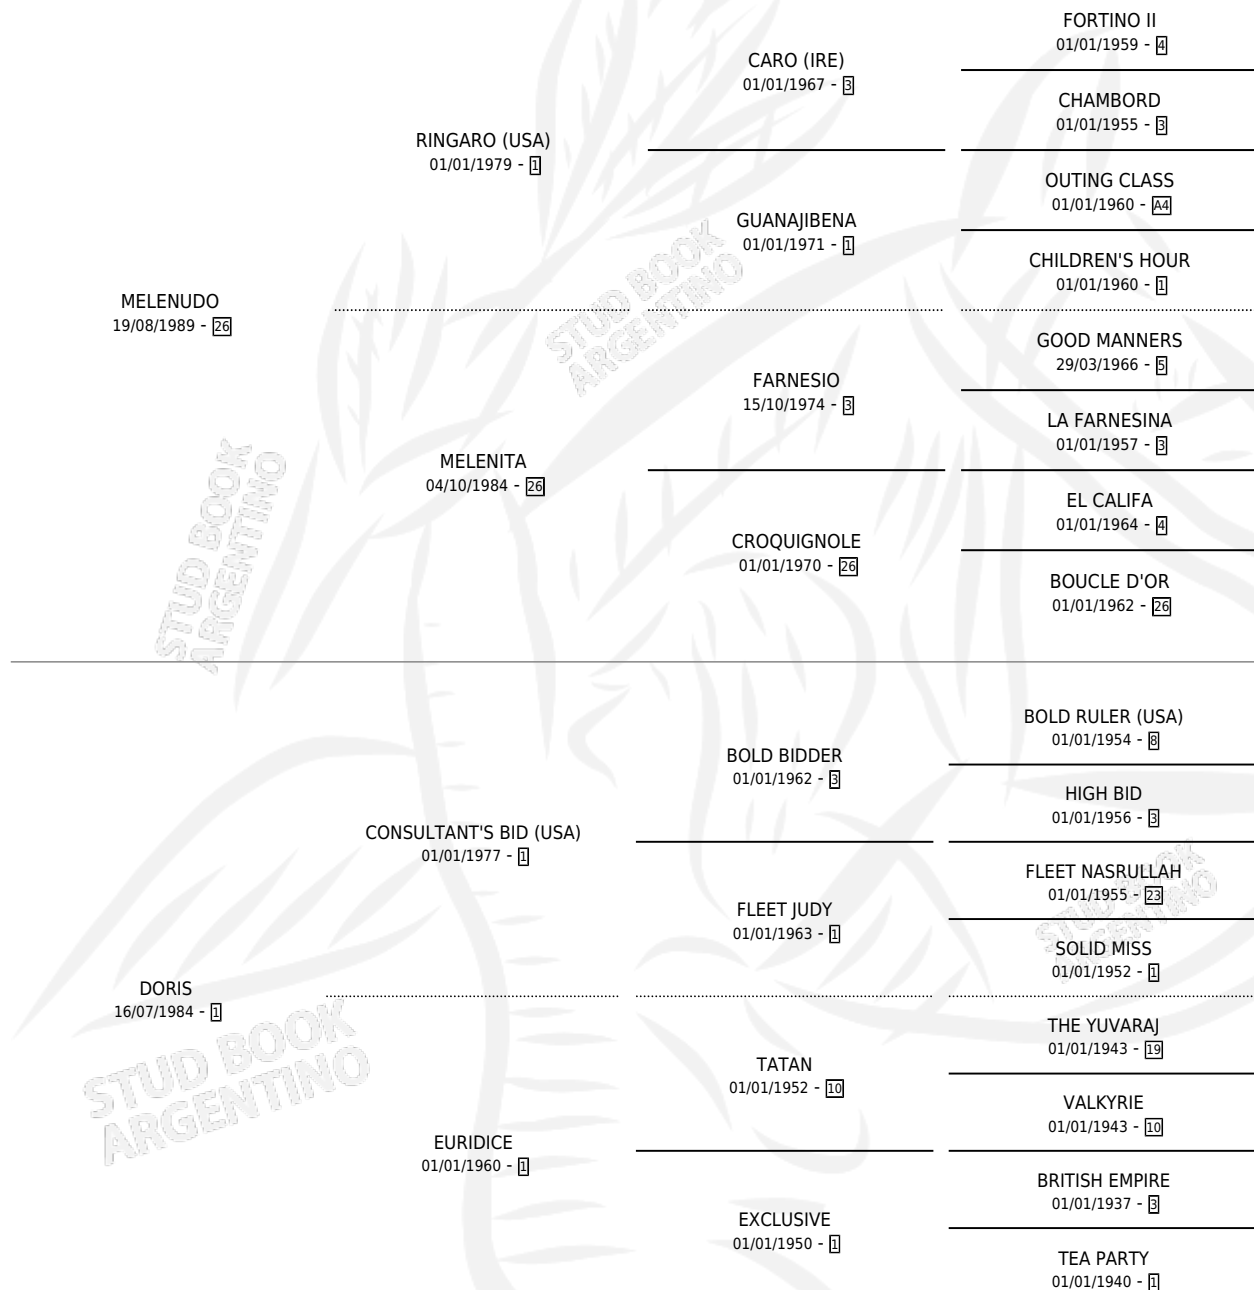 FORTINO II
01/01/1959 - 4
CARO (IRE)
01/01/1967 - 3
CHAMBORD
01/01/1955 - 3
RINGARO (USA)
01/01/1979 - 1
OUTING CLASS
01/01/1960 - A4
GUANAJIBENA
01/01/1971 - 1
CHILDREN'S HOUR
01/01/1960 - 1
MELENUDO
19/08/1989 - 26
STUD BOOK
ARGENTINO
GOOD MANNERS
29/03/1966 - 5
FARNESIO
15/10/1974 - 3
LA FARNESINA
01/01/1957 - 3
MELENITA
04/10/1984 - 26
EL CALIFA
01/01/1964 - 4
CROQUIGNOLE
01/01/1970 - 26
BOUCLE D'OR
01/01/1962 - 26
STUD BOOK
ARGENTINO
BOLD RULER (USA)
01/01/1954 - 8
BOLD BIDDER
01/01/1962 - 3
HIGH BID
01/01/1956 - 3
CONSULTANT'S BID (USA)
01/01/1977 - 1
FLEET NASRULLAH
01/01/1955 - 23
FLEET JUDY
01/01/1963 - 1
STUD BOOK
ARGENTINO
SOLID MISS
01/01/1952 - 1
DORIS
16/07/1984 - 1
STUD BOOK
ARGENTINO
THE YUVARAJ
01/01/1943 - 19
TATAN
01/01/1952 - 10
VALKYRIE
01/01/1943 - 10
EURIDICE
01/01/1960 - 1
BRITISH EMPIRE
01/01/1937 - 3
EXCLUSIVE
01/01/1950 - 1
TEA PARTY
01/01/1940 - 1